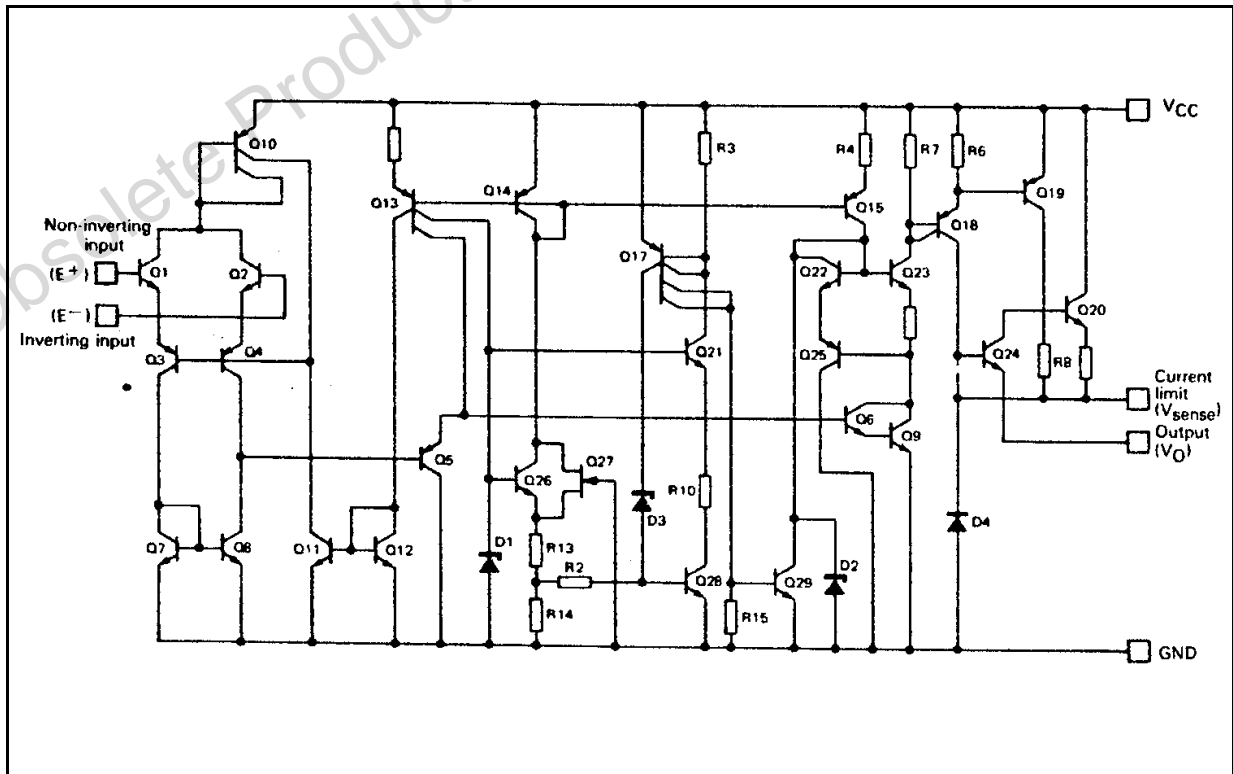 Obsolete Produc
VCC
Q10
R3
R4
R7
R6
Q13
Q14
Q15
Q18
Q19
Non-inverting
input
(E+)
Q1
Q2
Q17
Q22
Q23
(E−)
Inverting input
Q20
Q3
Q4
Q21
Q25
Q24
R8
Current
limit
(Vsense)
Q5
Q6
Q9
Output
(VO)
Q26
Q27
R10
D3
D4
Q7
Q8
Q11
Q12
D1
R13
R2
Q28
Q29
D2
R14
R15
GND